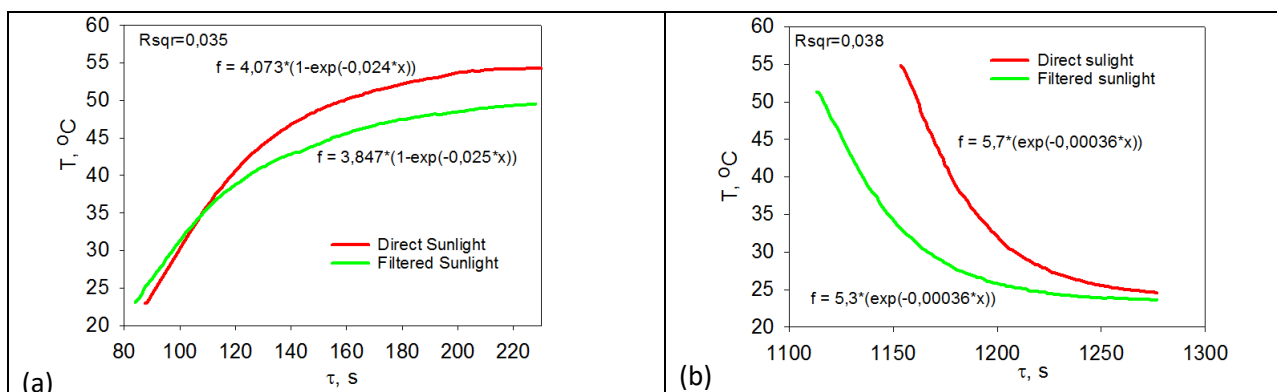 60
55
50
45
40
35
30
25
20
T, °C
Rsqr=0,035
f = 4,073*(1-exp(-0,024*x))
f = 3,847*(1-exp(-0,025*x))
Direct Sunlight
Filtered Sunlight
80 100 120 140 160 180 200 220
τ, s
(a)
60
55
50
45
40
35
30
25
20
T, °C
Rsqr=0,038
Direct sulight
Filtered sunlight
f = 5,7*(exp(-0,00036*x))
f = 5,3*(exp(-0,00036*x))
1100 1150 1200 1250 1300
τ, s
(b)